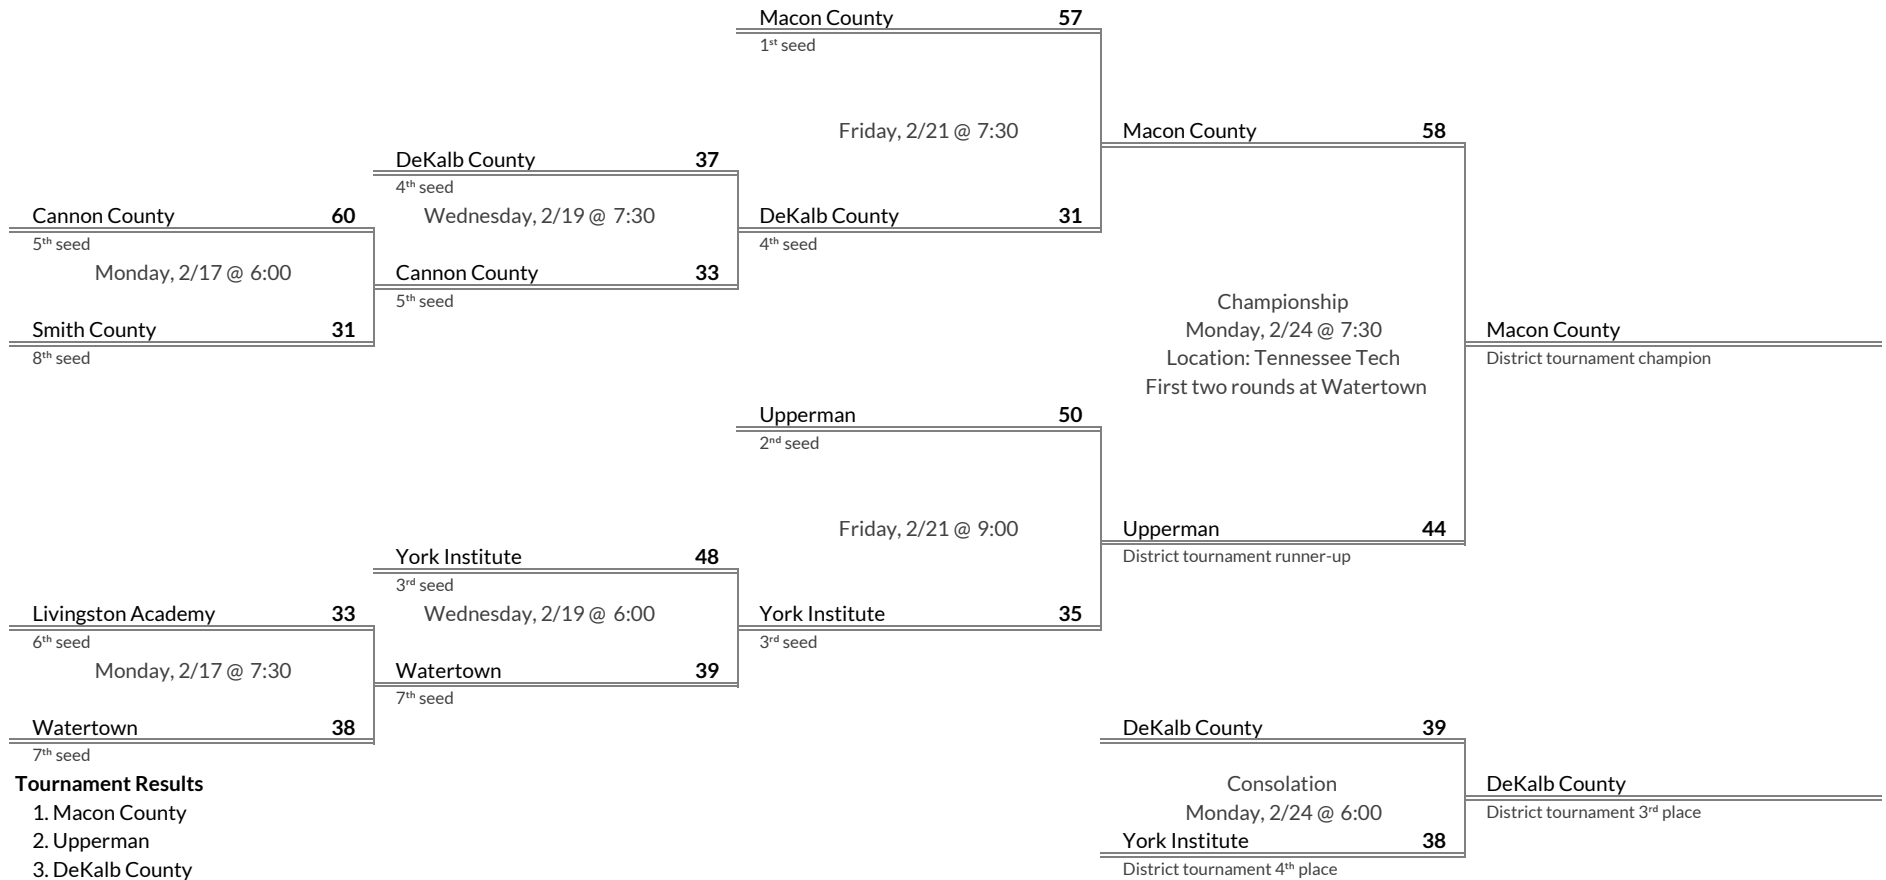 Macon County 57
1st seed
Friday, 2/21 @ 7:30
Macon County 58
DeKalb County 37
4th seed
Wednesday, 2/19 @ 7:30
Cannon County 60
5th seed
DeKalb County 31
4th seed
Monday, 2/17 @ 6:00
Cannon County 33
5th seed
Smith County 31
8th seed
Championship
Monday, 2/24 @ 7:30
Location: Tennessee Tech
First two rounds at Watertown
Macon County
District tournament champion
Upperman 50
2nd seed
Friday, 2/21 @ 9:00
Upperman 44
District tournament runner-up
York Institute 48
3rd seed
Wednesday, 2/19 @ 6:00
Livingston Academy 33
6th seed
York Institute 35
3rd seed
Monday, 2/17 @ 7:30
Watertown 39
7th seed
Watertown 38
7th seed
DeKalb County 39
Consolation
Monday, 2/24 @ 6:00
DeKalb County
District tournament 3rd place
York Institute 38
District tournament 4th place
Tournament Results
1. Macon County
2. Upperman
3. DeKalb County